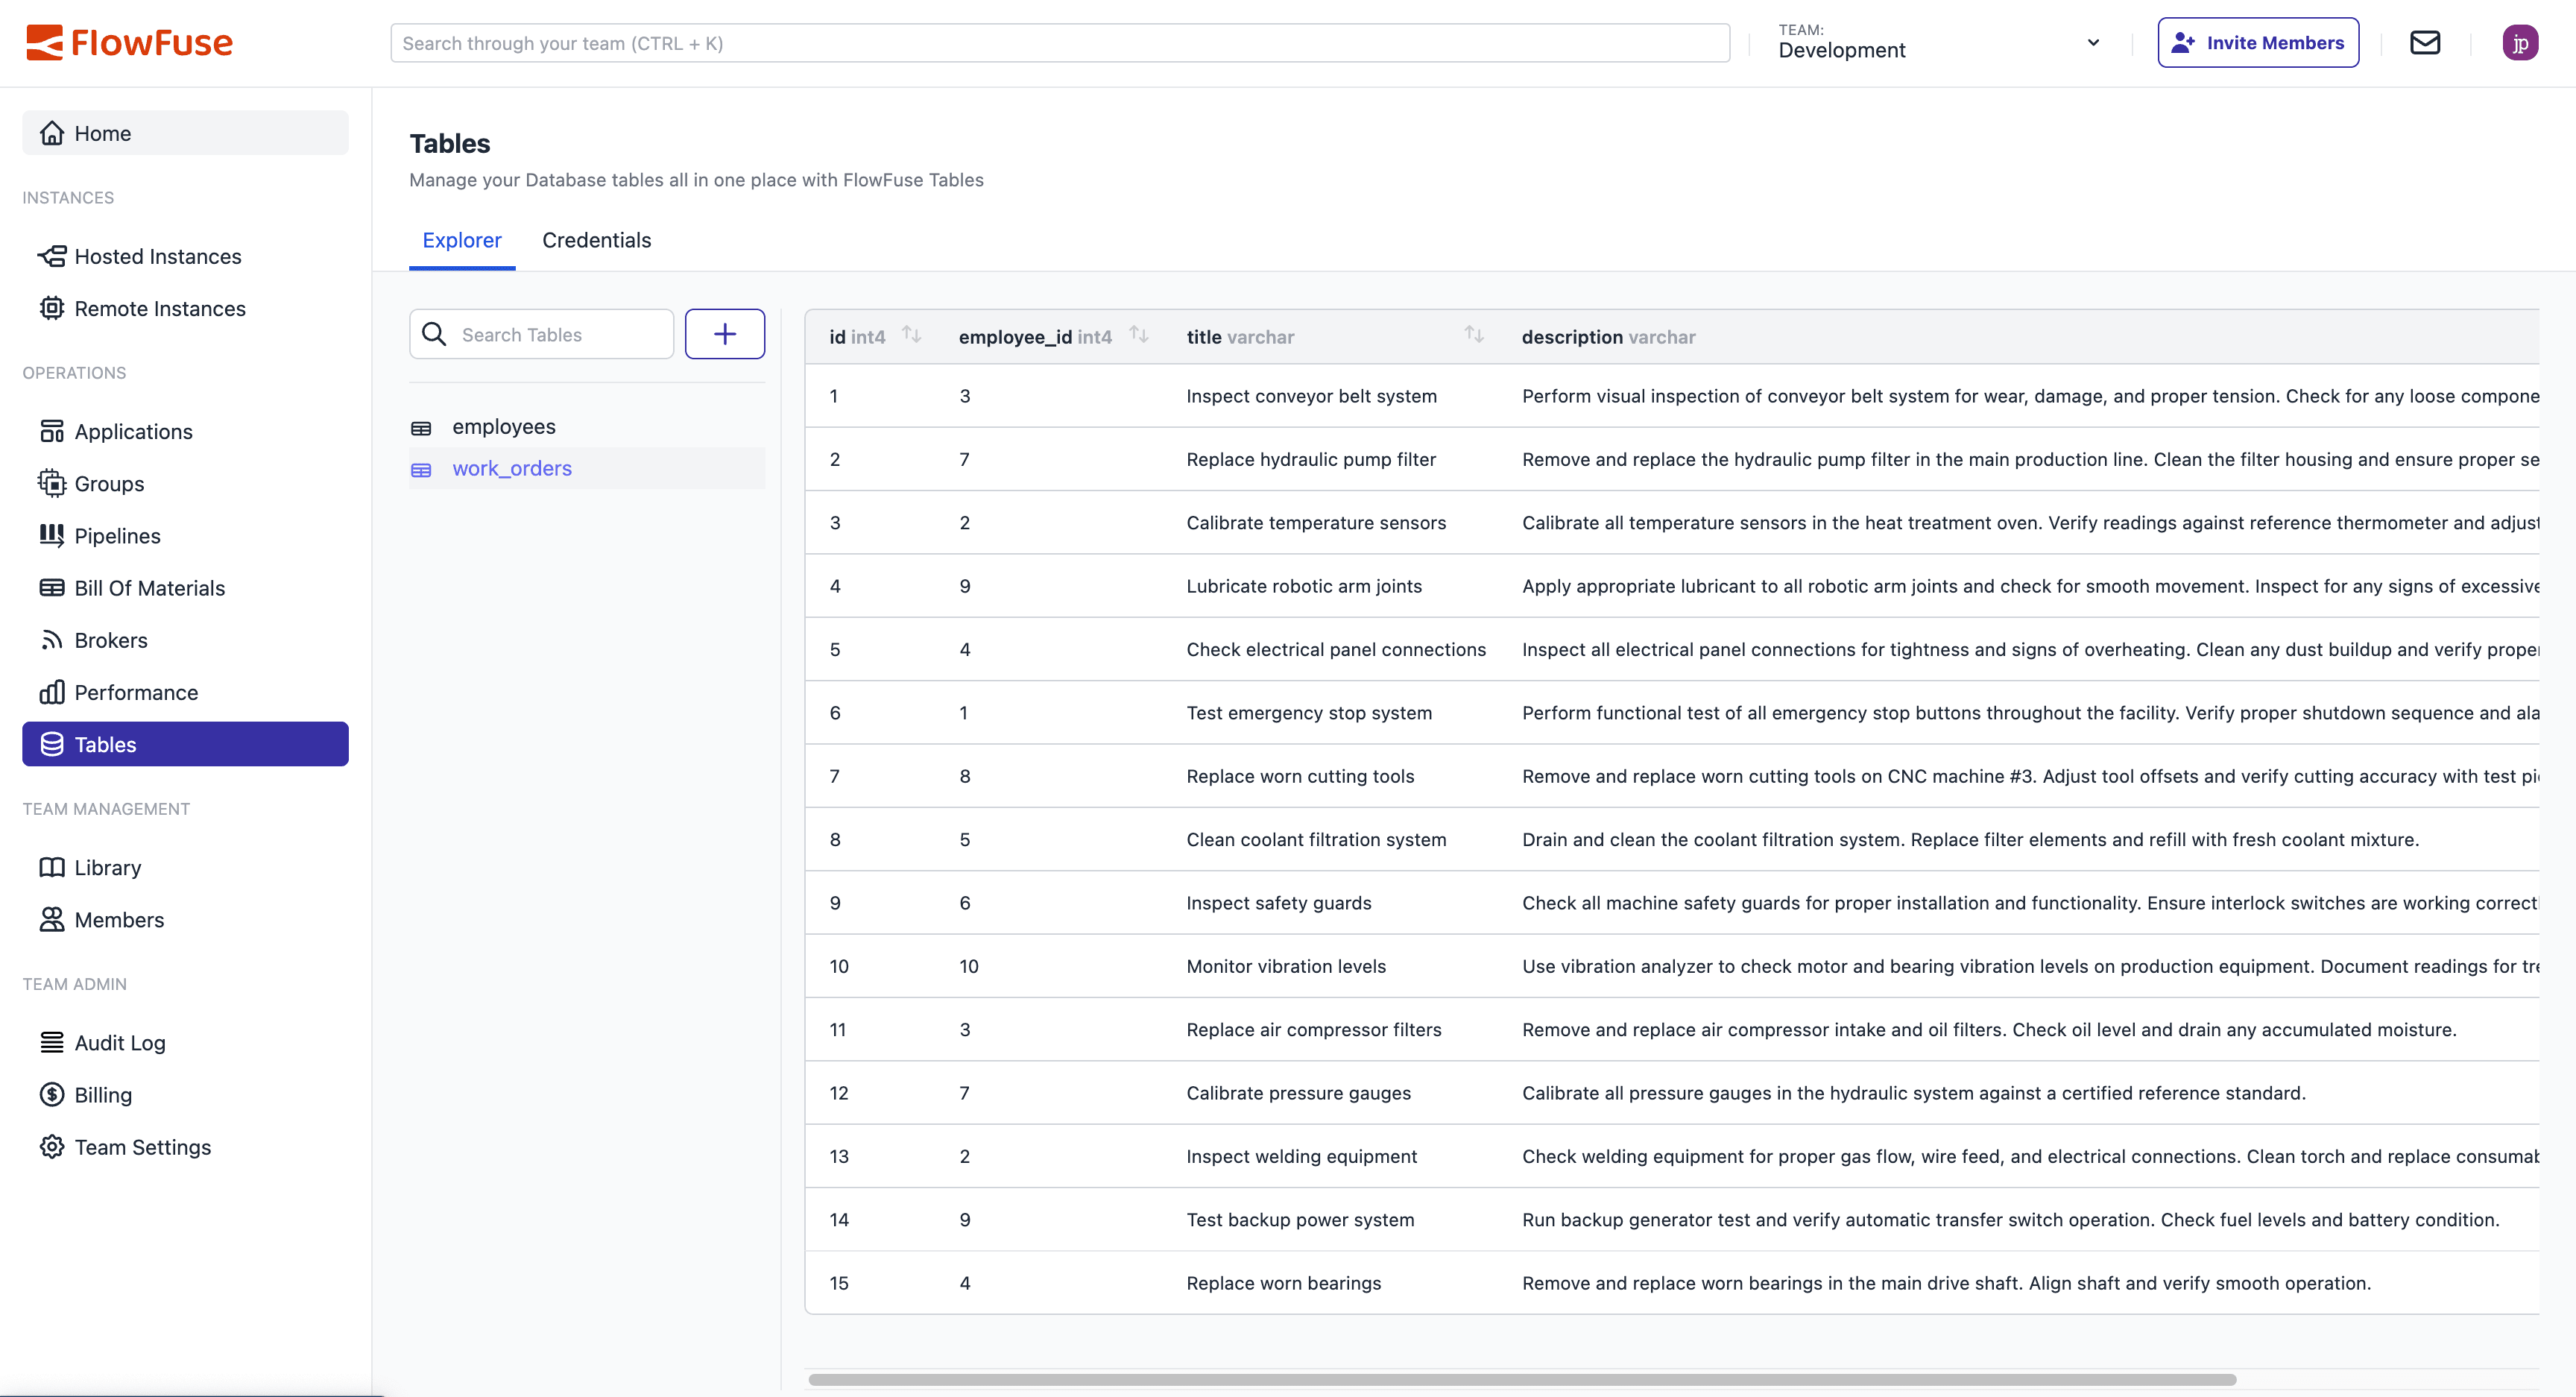 FlowFuse
Search through your team (CTRL + K)
TEAM:
Development
Invite Members
jp
Home
INSTANCES
Hosted Instances
Remote Instances
OPERATIONS
Applications
Groups
Pipelines
Bill Of Materials
Brokers
Performance
Tables
TEAM MANAGEMENT
Library
Members
TEAM ADMIN
Audit Log
Billing
Team Settings
Tables
Manage your Database tables all in one place with FlowFuse Tables
Explorer Credentials
Search Tables
employees
work_orders
id int4 employee_id int4 title varchar description varchar
1 3 Inspect conveyor belt system Perform visual inspection of conveyor belt system for wear, damage, and proper tension. Check for any loose compone
2 7 Replace hydraulic pump filter Remove and replace the hydraulic pump filter in the main production line. Clean the filter housing and ensure proper se
3 2 Calibrate temperature sensors Calibrate all temperature sensors in the heat treatment oven. Verify readings against reference thermometer and adjust
4 9 Lubricate robotic arm joints Apply appropriate lubricant to all robotic arm joints and check for smooth movement. Inspect for any signs of excessive
5 4 Check electrical panel connections Inspect all electrical panel connections for tightness and signs of overheating. Clean any dust buildup and verify proper
6 1 Test emergency stop system Perform functional test of all emergency stop buttons throughout the facility. Verify proper shutdown sequence and ala
7 8 Replace worn cutting tools Remove and replace worn cutting tools on CNC machine #3. Adjust tool offsets and verify cutting accuracy with test pie
8 5 Clean coolant filtration system Drain and clean the coolant filtration system. Replace filter elements and refill with fresh coolant mixture.
9 6 Inspect safety guards Check all machine safety guards for proper installation and functionality. Ensure interlock switches are working correctl
10 10 Monitor vibration levels Use vibration analyzer to check motor and bearing vibration levels on production equipment. Document readings for tre
11 3 Replace air compressor filters Remove and replace air compressor intake and oil filters. Check oil level and drain any accumulated moisture.
12 7 Calibrate pressure gauges Calibrate all pressure gauges in the hydraulic system against a certified reference standard.
13 2 Inspect welding equipment Check welding equipment for proper gas flow, wire feed, and electrical connections. Clean torch and replace consumab
14 9 Test backup power system Run backup generator test and verify automatic transfer switch operation. Check fuel levels and battery condition.
15 4 Replace worn bearings Remove and replace worn bearings in the main drive shaft. Align shaft and verify smooth operation.